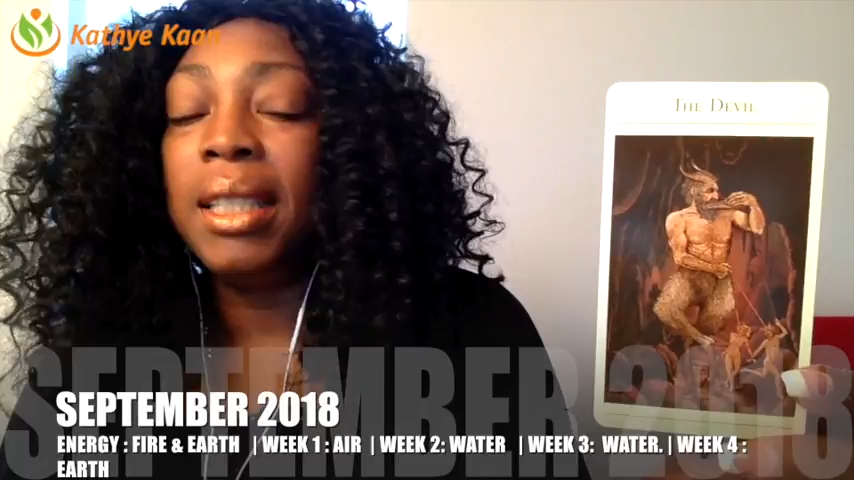 Kathye Kaan
THE DEVIL
SEPTEMBER 2018
SEPTEMBER 2018
ENERGY : FIRE & EARTH | WEEK 1 : AIR | WEEK 2: WATER | WEEK 3: WATER. | WEEK 4 :
EARTH